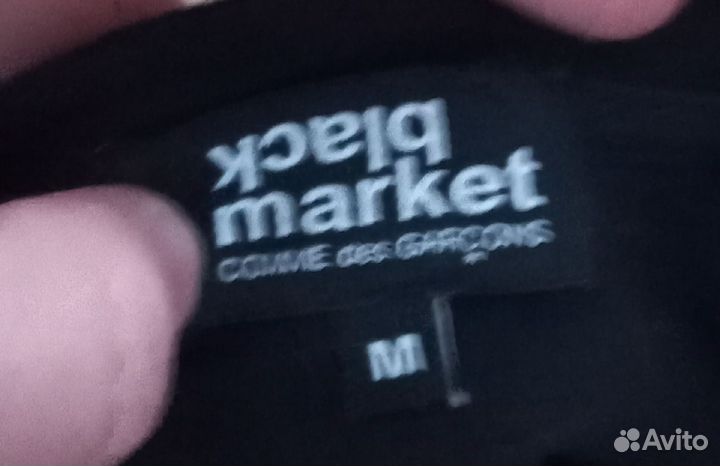 black
market
COMME des GARÇONS
M
Avito